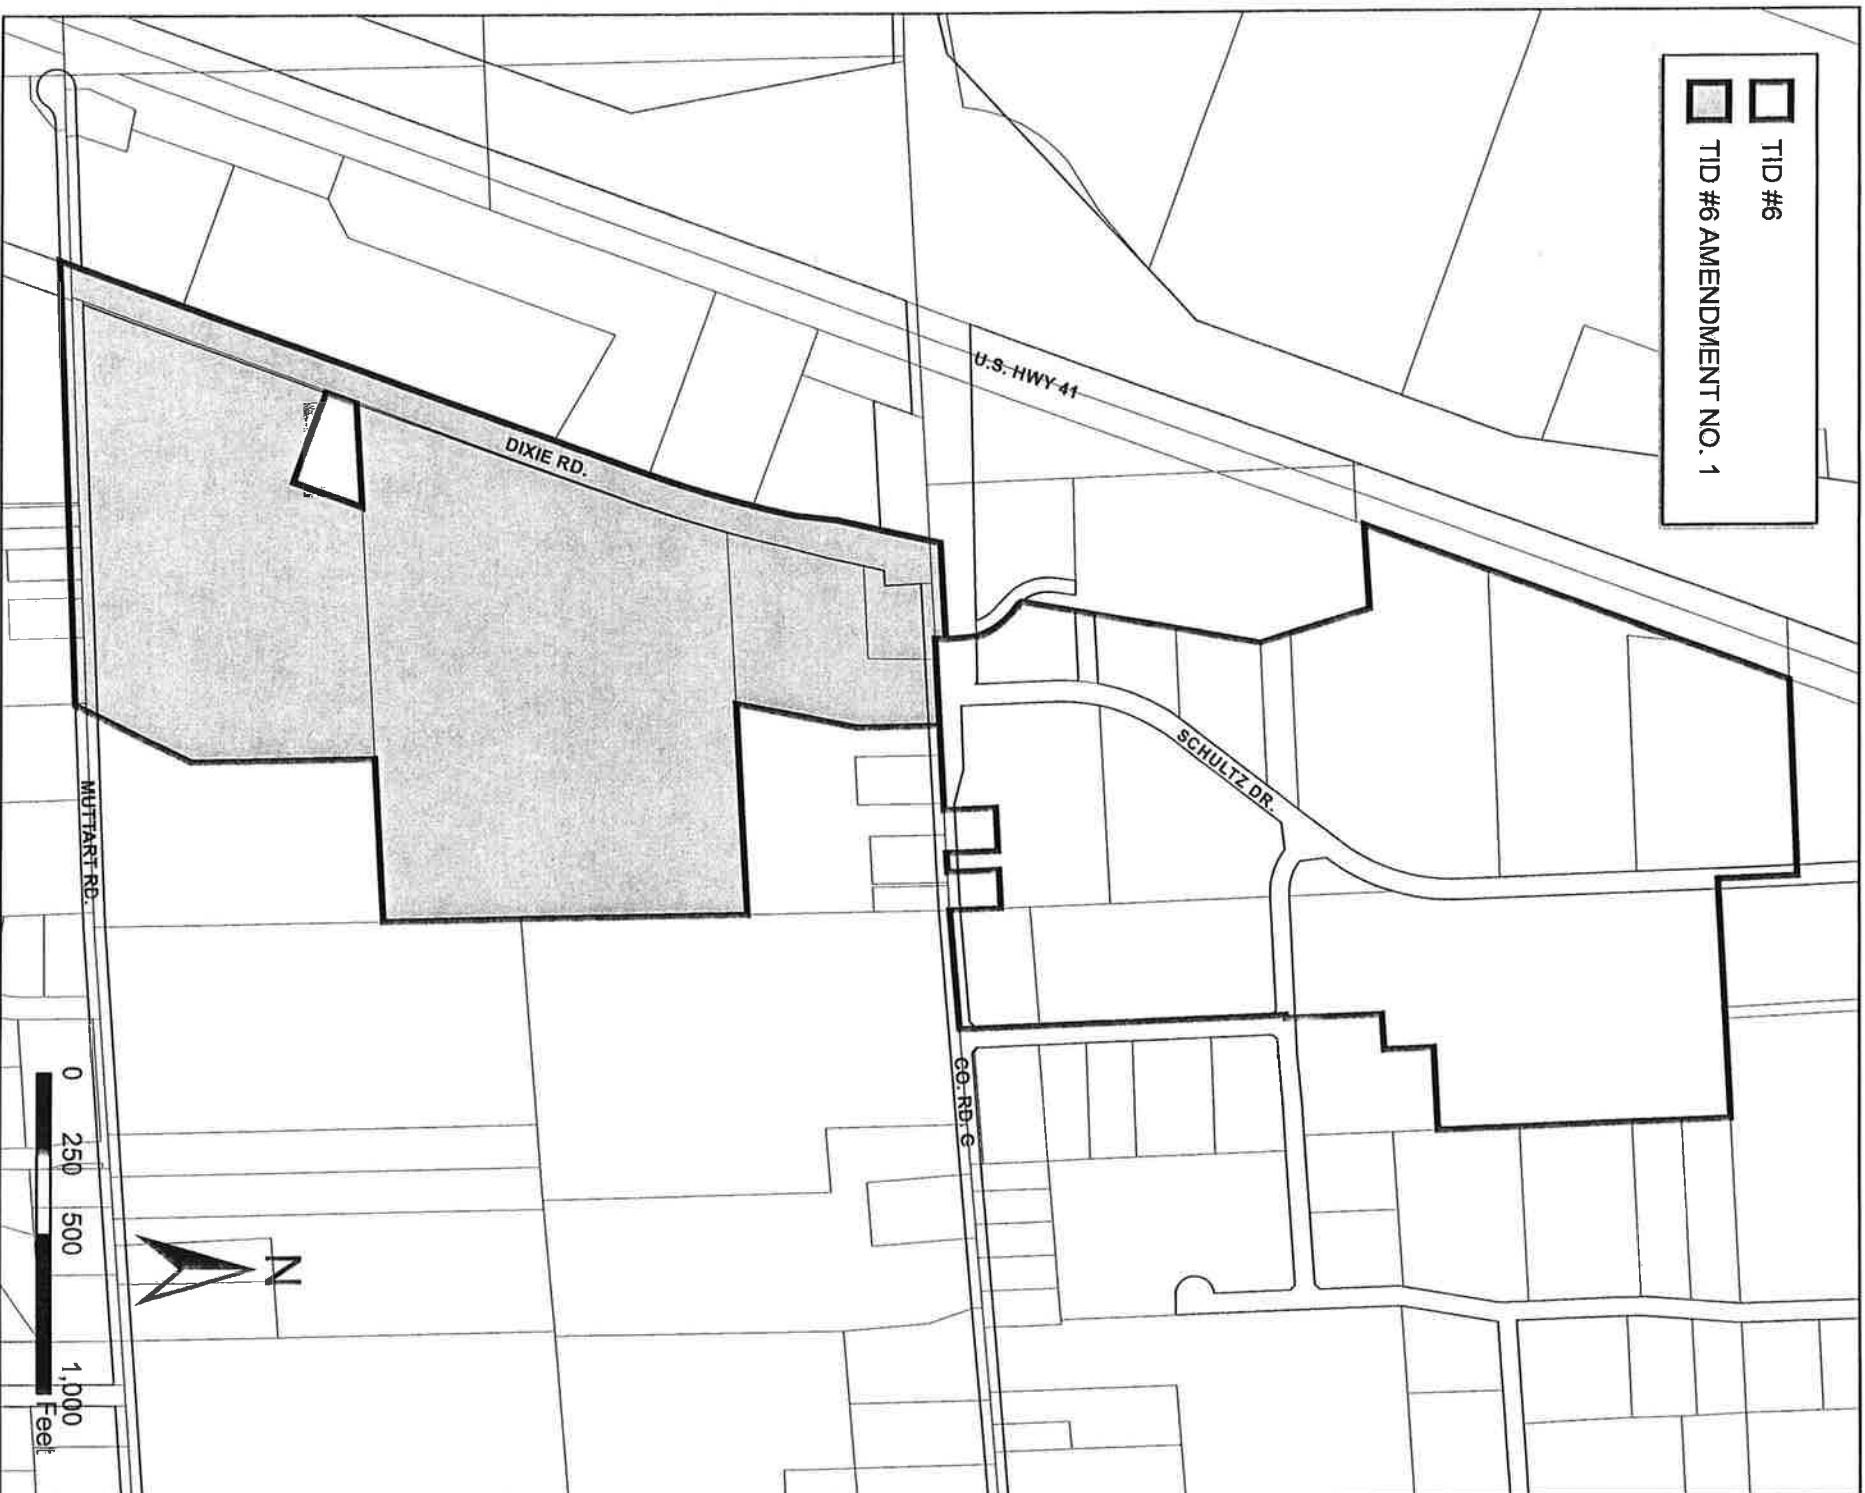 TID #6
TID #6 AMENDMENT NO. 1
U.S. HWY 41
DIXIE RD.
SCHULTZ DR.
CO. RD. G
MUTTART RD.
N
0 250 500 1,000
Feet